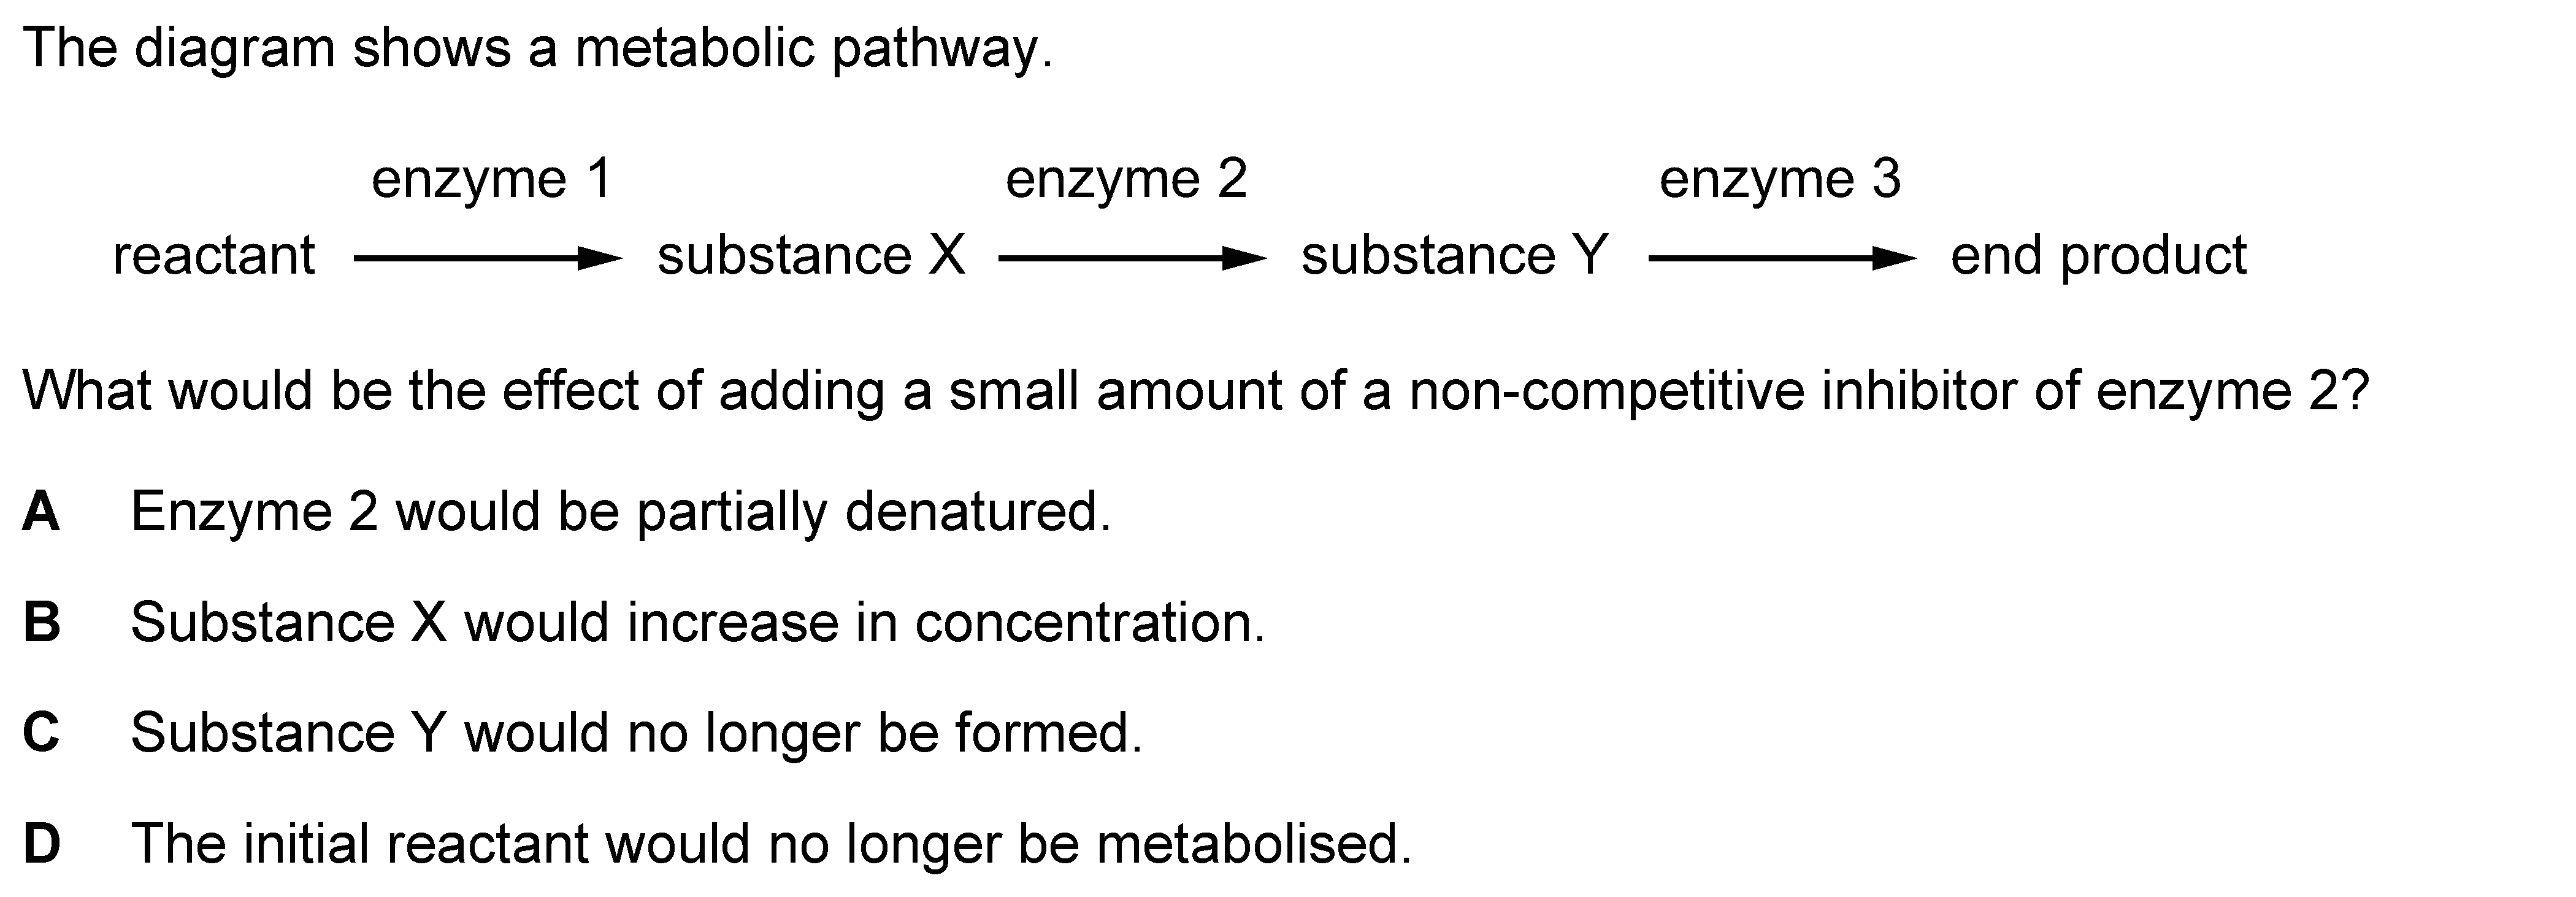 The diagram shows a metabolic pathway.
enzyme 1 enzyme 2 enzyme 3
reactant substance X substance Y end product
What would be the effect of adding a small amount of a non-competitive inhibitor of enzyme 2?
A Enzyme 2 would be partially denatured.
B Substance X would increase in concentration.
C Substance Y would no longer be formed.
D The initial reactant would no longer be metabolised.